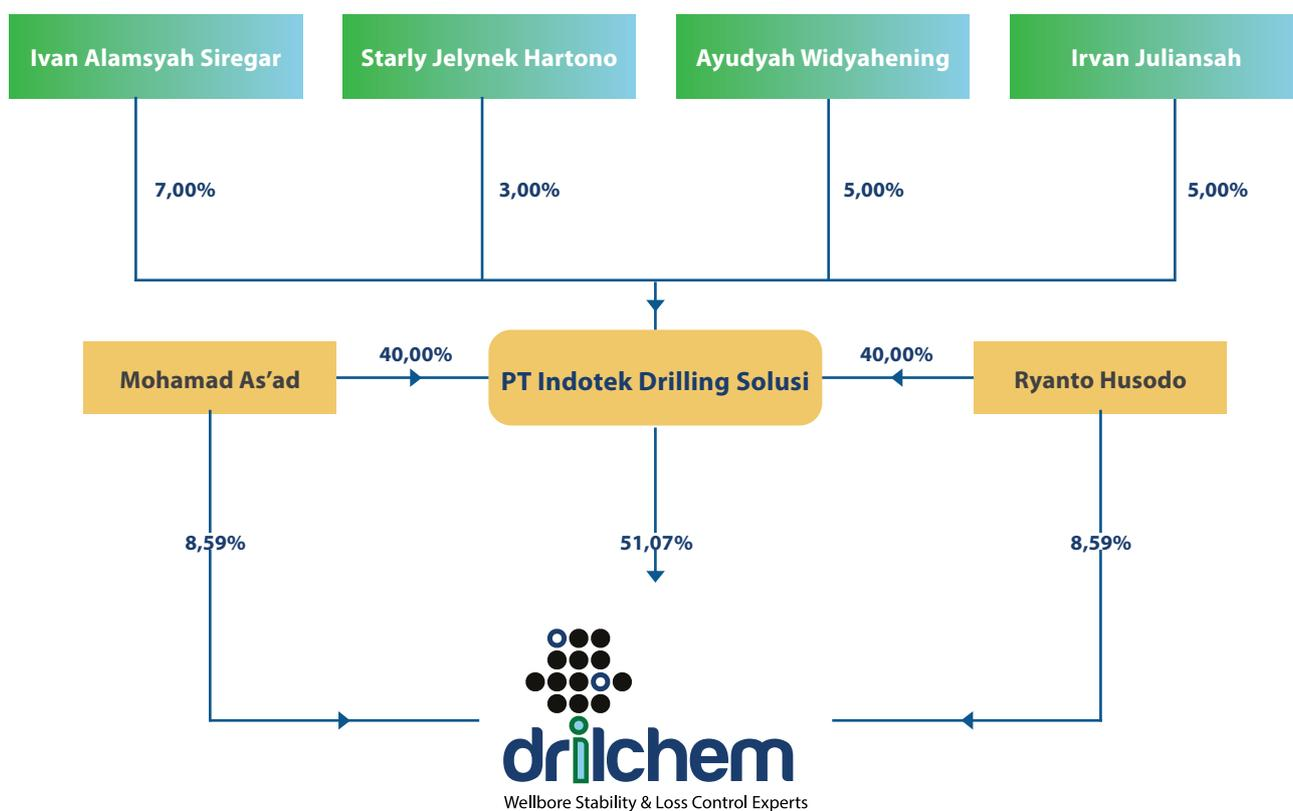 Ivan Alamsyah Siregar
Starly Jelynek Hartono
Ayudyah Widyahening
Irvan Juliansah
7,00%
3,00%
5,00%
5,00%
Mohamad As’ad
40,00%
PT Indotek Drilling Solusi
40,00%
Ryanto Husodo
8,59%
51,07%
8,59%
drilchem
Wellbore Stability & Loss Control Experts